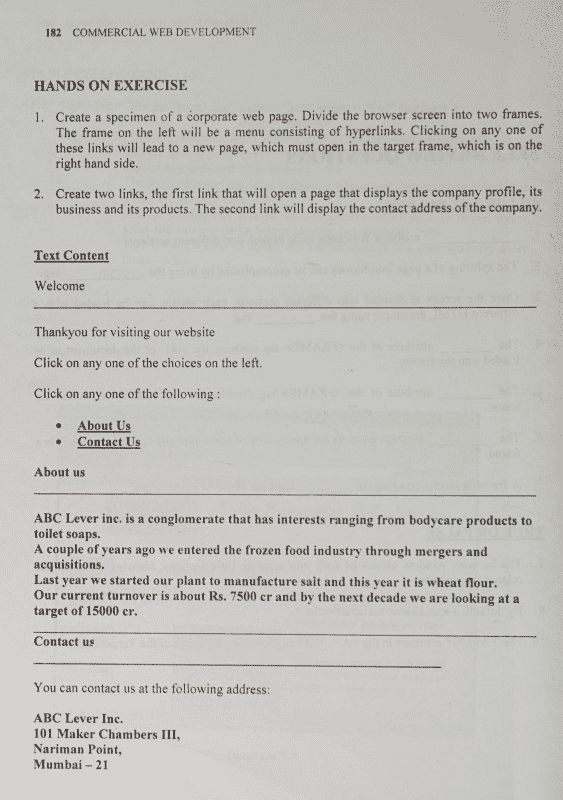 182 COMMERCIAL WEB DEVELOPMENT
HANDS ON EXERCISE
1. Create a specimen of a corporate web page. Divide the browser screen into two frames.
The frame on the left will be a menu consisting of hyperlinks. Clicking on any one of
these links will lead to a new page, which must open in the target frame, which is on the
right hand side.
2. Create two links, the first link that will open a page that displays the company profile, its
business and its products. The second link will display the contact address of the company.
Text Content
Welcome
Thankyou for visiting our website
Click on any one of the choices on the left.
Click on any one of the following :
• About Us
• Contact Us
About us
ABC Lever inc. is a conglomerate that has interests ranging from bodycare products to
toilet soaps.
A couple of years ago we entered the frozen food industry through mergers and
acquisitions.
Last year we started our plant to manufacture salt and this year it is wheat flour.
Our current turnover is about Rs. 7500 cr and by the next decade we are looking at a
target of 15000 cr.
Contact us
You can contact us at the following address:
ABC Lever Inc.
101 Maker Chambers III,
Nariman Point,
Mumbai – 21